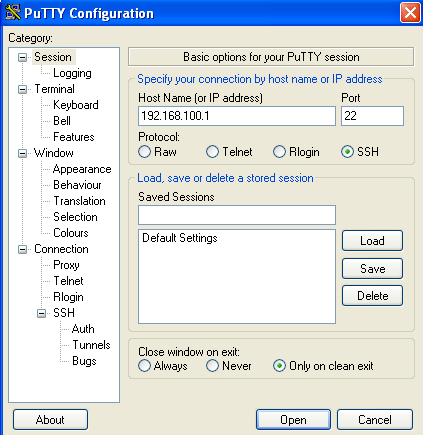 PuTTY Configuration
Category:
Session
Logging
Terminal
Keyboard
Bell
Features
Window
Appearance
Behaviour
Translation
Selection
Colours
Connection
Proxy
Telnet
Rlogin
SSH
Auth
Tunnels
Bugs
Basic options for your PuTTY session
Specify your connection by host name or IP address
Host Name (or IP address) Port
192.168.100.1 22
Protocol:
Raw Telnet Rlogin SSH
Load, save or delete a stored session
Saved Sessions
Default Settings
Load
Save
Delete
Close window on exit:
Always Never Only on clean exit
About Open Cancel